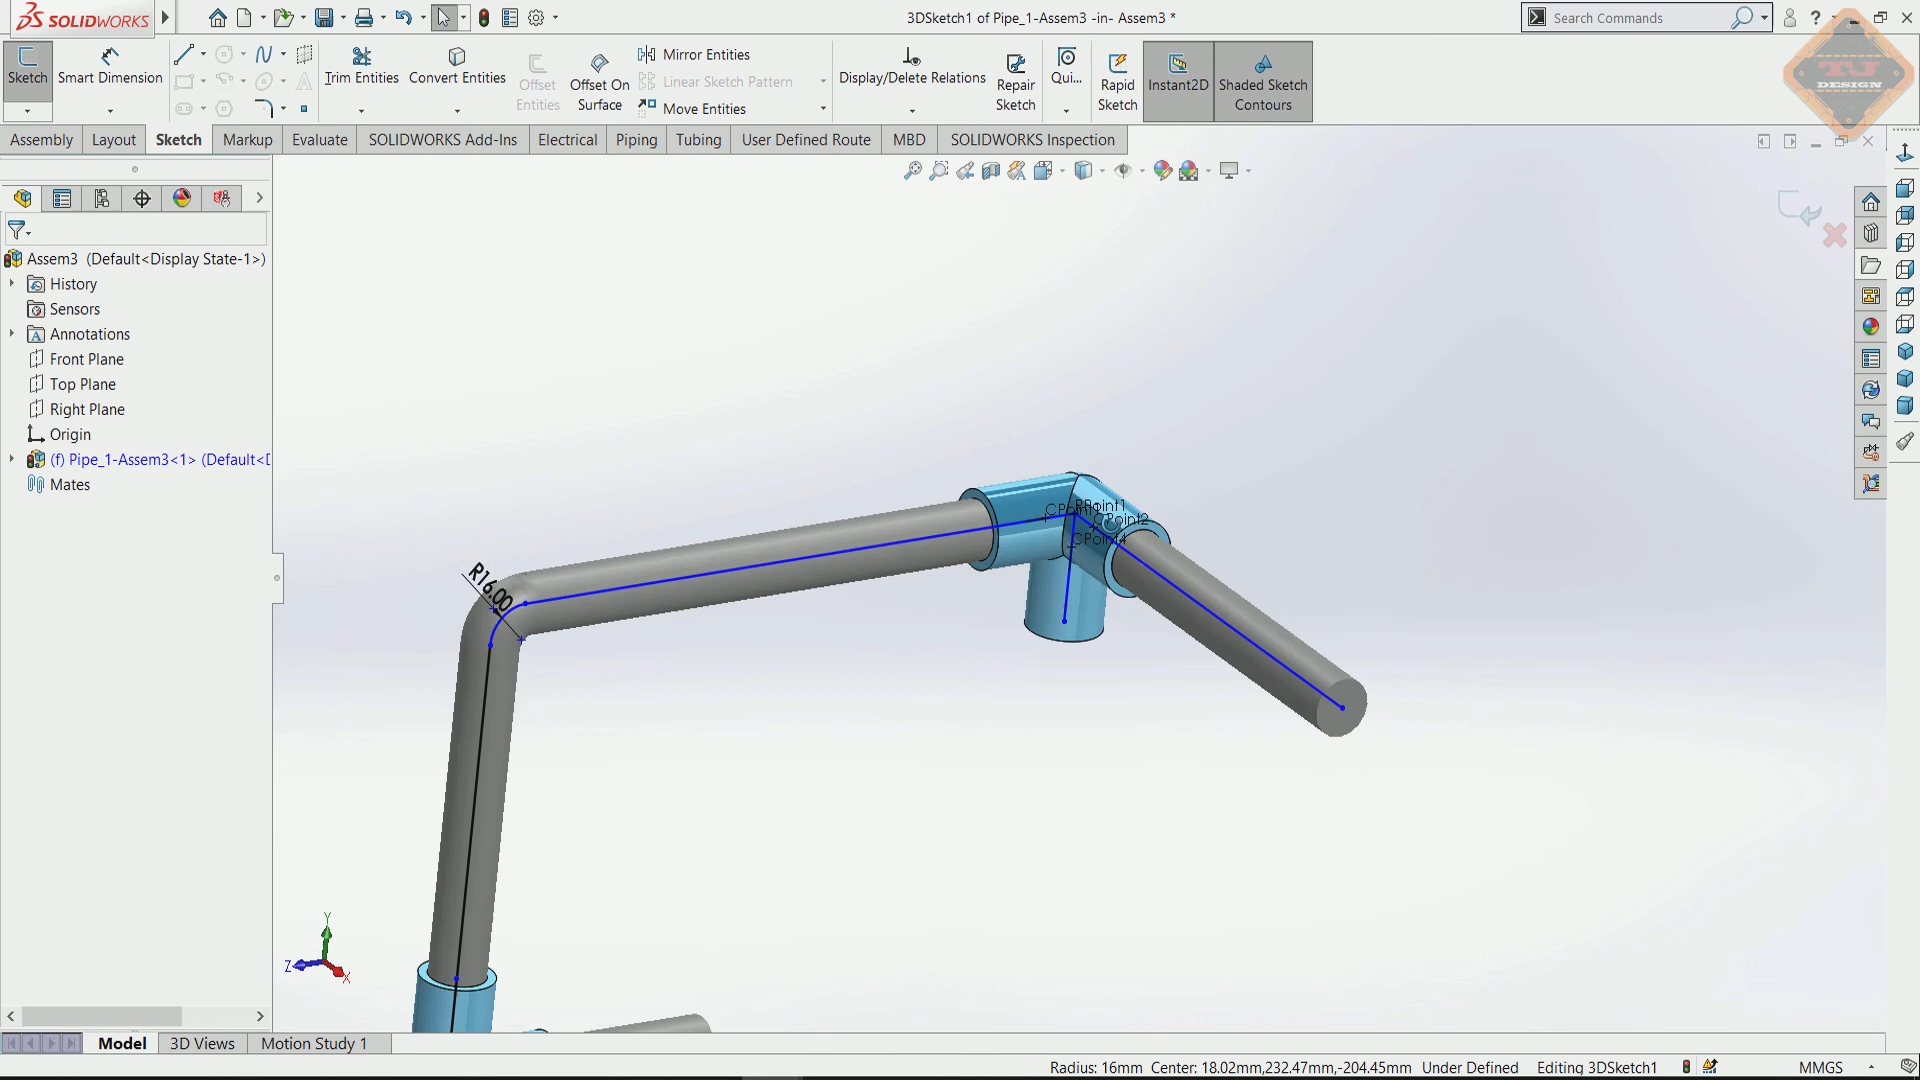 SOLIDWORKS
3DSketch1 of Pipe_1-Assem3 -in- Assem3 *
Search Commands
?
TJ
DESIGN
Sketch
Smart Dimension
Trim Entities
Convert Entities
Offset
Entities
Offset On
Surface
Mirror Entities
Linear Sketch Pattern
Move Entities
Display/Delete Relations
Repair
Sketch
Qui...
Rapid
Sketch
Instant2D
Shaded Sketch
Contours
Assembly
Layout
Sketch
Markup
Evaluate
SOLIDWORKS Add-Ins
Electrical
Piping
Tubing
User Defined Route
MBD
SOLIDWORKS Inspection
Assem3 (Default<Display State-1>)
History
Sensors
Annotations
Front Plane
Top Plane
Right Plane
Origin
(f) Pipe_1-Assem3<1> (Default<D
Mates
RPoint1
CPoint2
CPoint4
R16.00
Y
Z
X
Model
3D Views
Motion Study 1
Radius: 16mm Center: 18.02mm,232.47mm,-204.45mm Under Defined
Editing 3DSketch1
MMGS